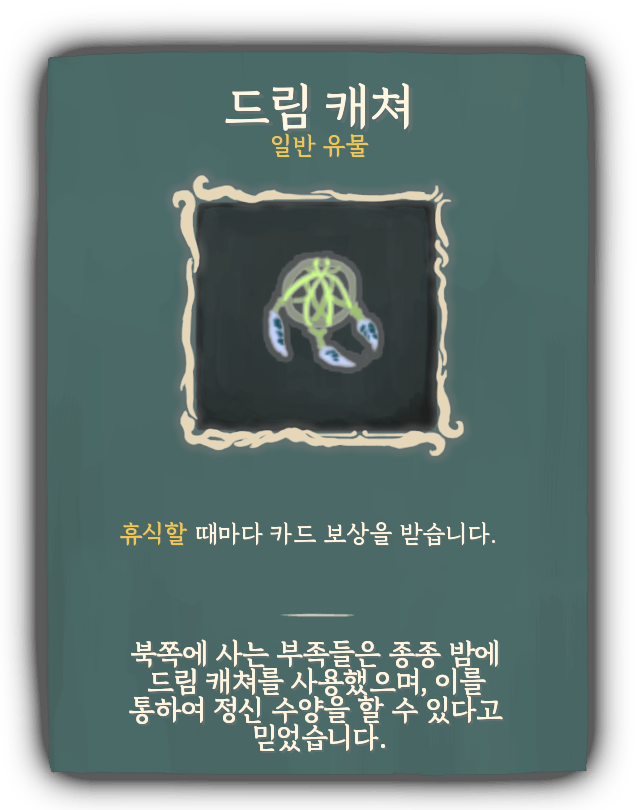 드림 캐쳐
일반 유물
휴식할 때마다 카드 보상을 받습니다.
북쪽에 사는 부족들은 종종 밤에
드림 캐쳐를 사용했으며, 이를
통하여 정신 수양을 할 수 있다고
믿었습니다.